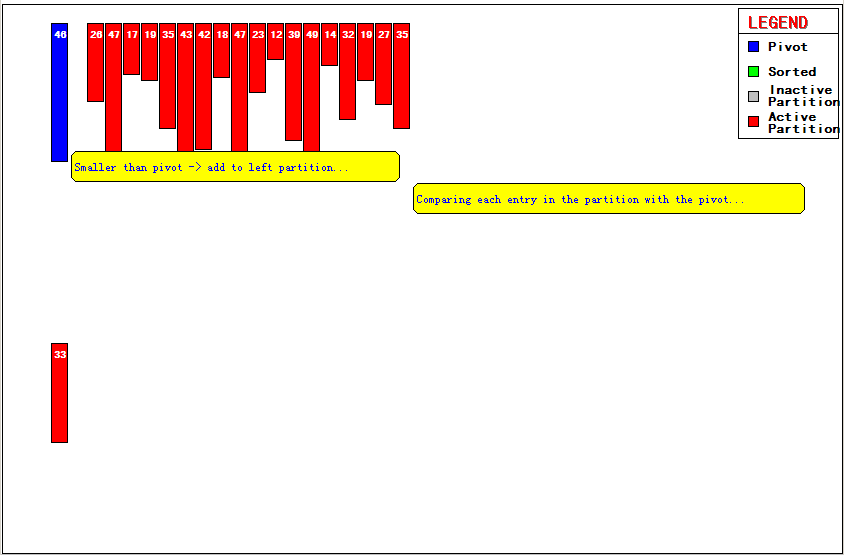 46 26 47 17 19 35 43 42 18 47 23 12 39 49 14 32 19 27 35
LEGEND
Pivot
Sorted
Inactive
Partition
Active
Partition
Smaller than pivot -> add to left partition...
Comparing each entry in the partition with the pivot...
33